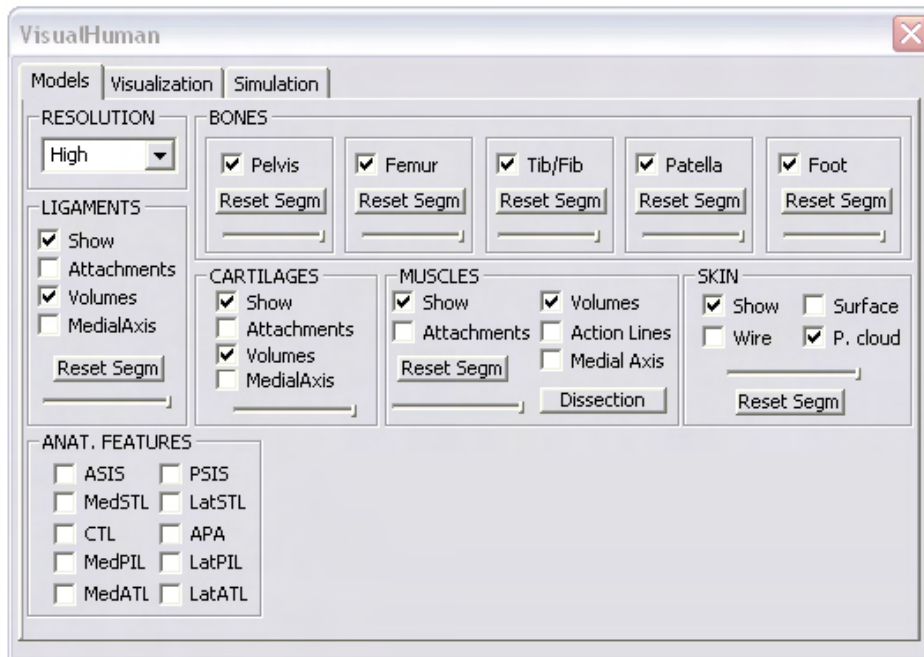 VisualHuman
Models Visualization Simulation
RESOLUTION
High
BONES
Pelvis Femur Tib/Fib Patella Foot
Reset Segm Reset Segm Reset Segm Reset Segm Reset Segm
LIGAMENTS
Show
Attachments
Volumes
MedialAxis
Reset Segm
CARTILAGES
Show
Attachments
Volumes
MedialAxis
MUSCLES
Show Volumes
Attachments Action Lines
Medial Axis
Reset Segm
Dissection
SKIN
Show Surface
Wire P. cloud
Reset Segm
ANAT. FEATURES
ASIS PSIS
MedSTL LatSTL
CTL APA
MedPIL LatPIL
MedATL LatATL